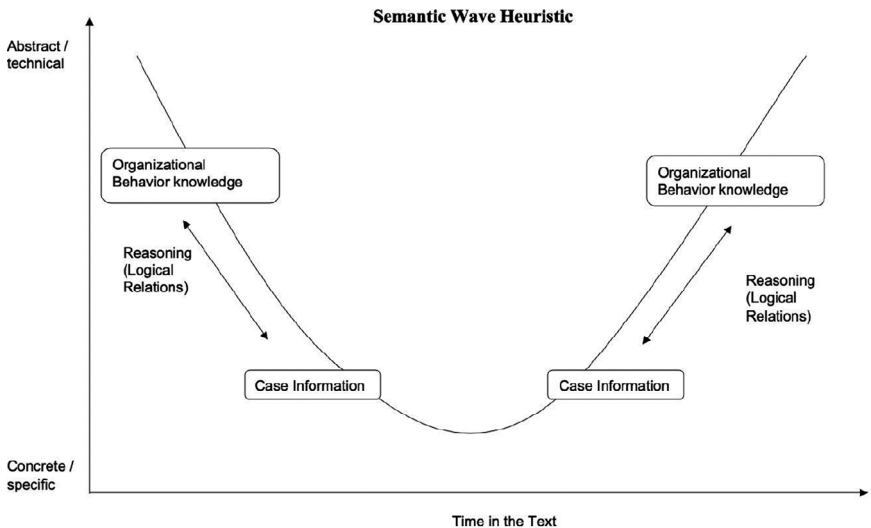 Semantic Wave Heuristic
Abstract /
technical
Organizational
Behavior knowledge
Organizational
Behavior knowledge
Reasoning
(Logical
Relations)
Reasoning
(Logical
Relations)
Case Information
Case Information
Concrete /
specific
Time in the Text